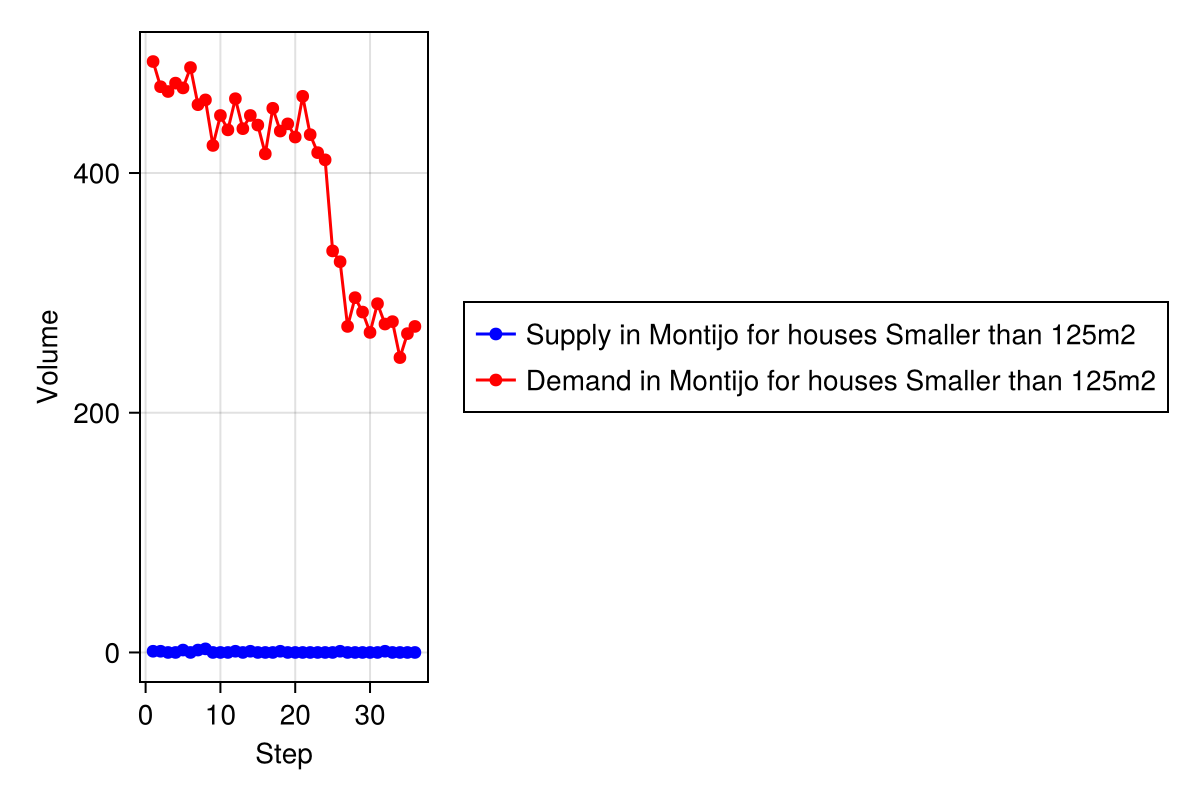 400
200
0
Volume
0 10 20 30
Step
Supply in Montijo for houses Smaller than 125m2
Demand in Montijo for houses Smaller than 125m2